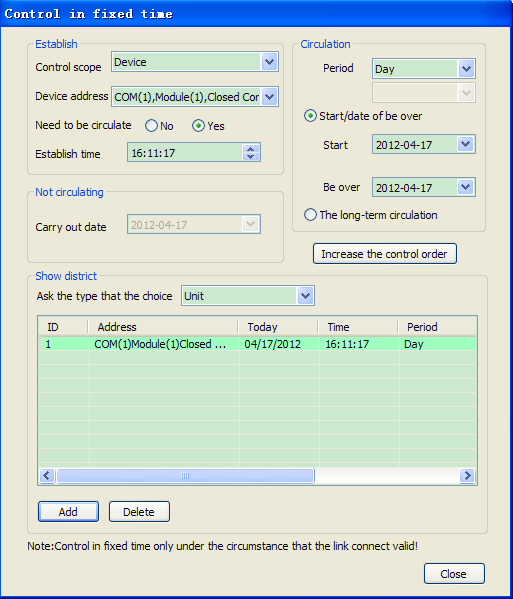 Control in fixed time
Establish
Control scope Device
Device address COM(1),Module(1),Closed Cor
Need to be circulate No Yes
Establish time 16:11:17
Not circulating
Carry out date 2012-04-17
Circulation
Period Day
Start/date of be over
Start 2012-04-17
Be over 2012-04-17
The long-term circulation
Increase the control order
Show district
Ask the type that the choice Unit
ID Address Today Time Period
1 COM(1)Module(1)Closed ... 04/17/2012 16:11:17 Day
Add Delete
Note:Control in fixed time only under the circumstance that the link connect valid!
Close